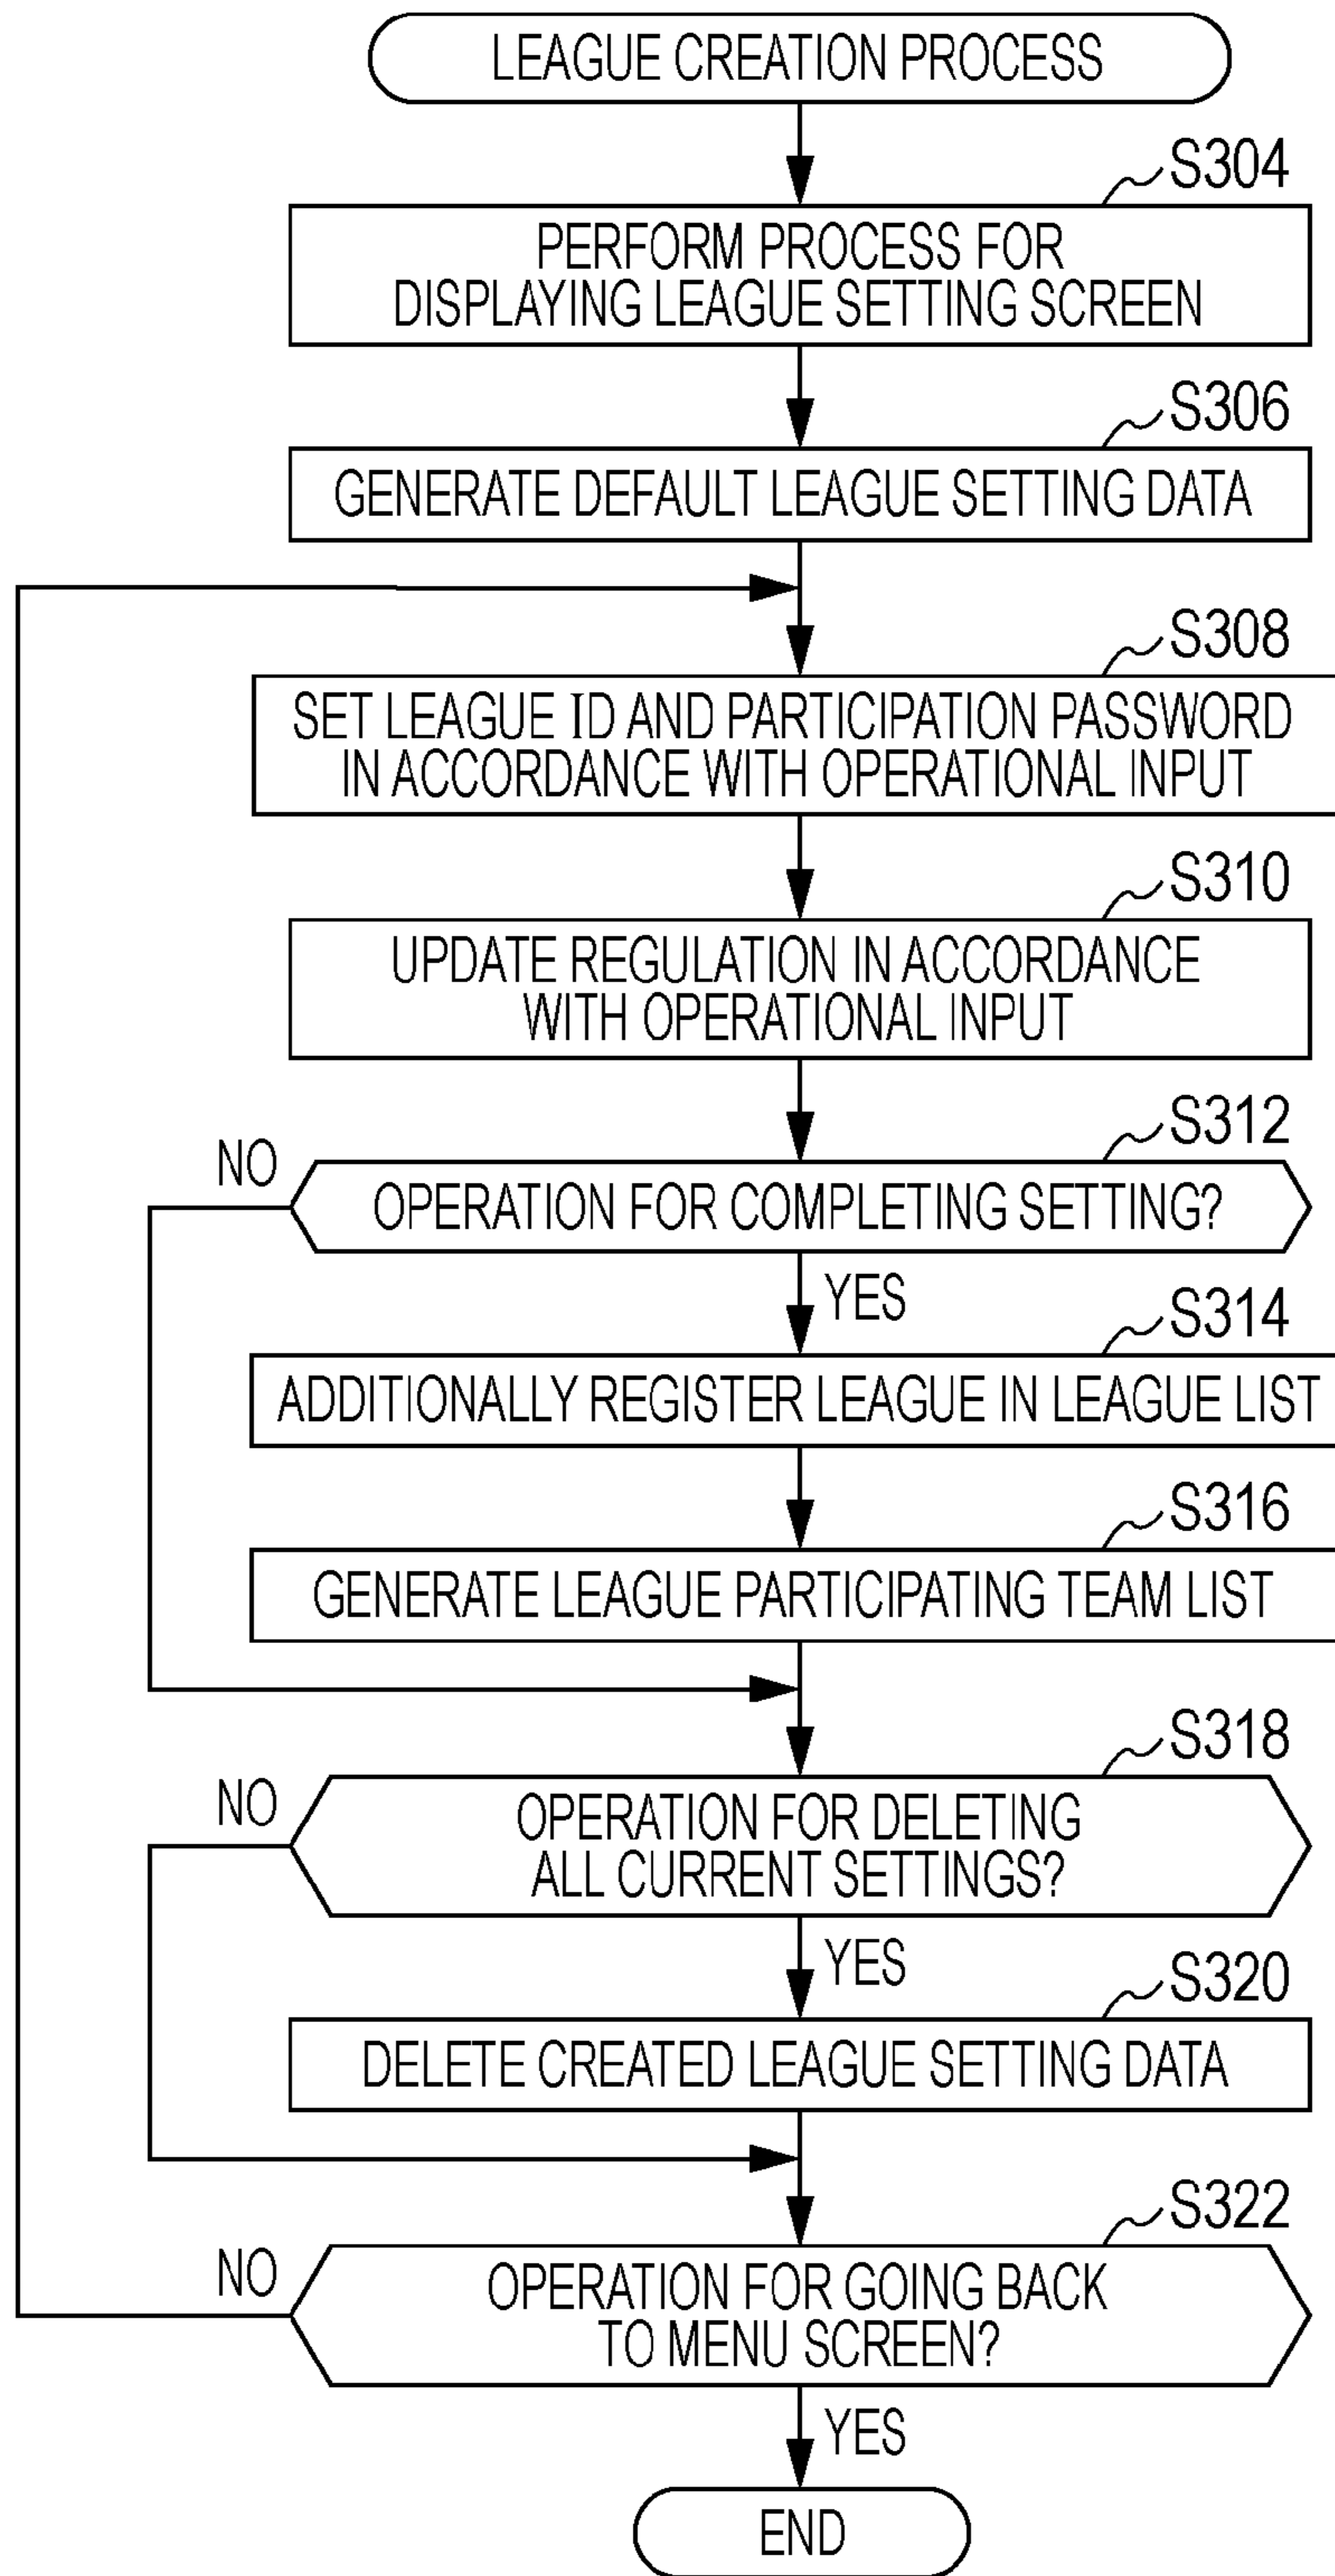 LEAGUE CREATION PROCESS
S304
PERFORM PROCESS FOR
DISPLAYING LEAGUE SETTING SCREEN
S306
GENERATE DEFAULT LEAGUE SETTING DATA
S308
SET LEAGUE ID AND PARTICIPATION PASSWORD
IN ACCORDANCE WITH OPERATIONAL INPUT
S310
UPDATE REGULATION IN ACCORDANCE
WITH OPERATIONAL INPUT
S312
NO
OPERATION FOR COMPLETING SETTING?
YES
S314
ADDITIONALLY REGISTER LEAGUE IN LEAGUE LIST
S316
GENERATE LEAGUE PARTICIPATING TEAM LIST
S318
NO
OPERATION FOR DELETING
ALL CURRENT SETTINGS?
YES
S320
DELETE CREATED LEAGUE SETTING DATA
S322
NO
OPERATION FOR GOING BACK
TO MENU SCREEN?
YES
END